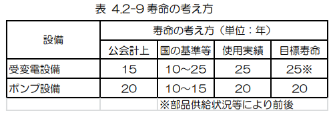 表 4.2-9 寿命の考え方
設備 寿命の考え方（単位：年）
公会計上 国の基準等 使用実績 目標寿命
受変電設備 15 10～25 25 25※
ポンプ設備 20 10～15 20 20
※部品供給状況等により前後